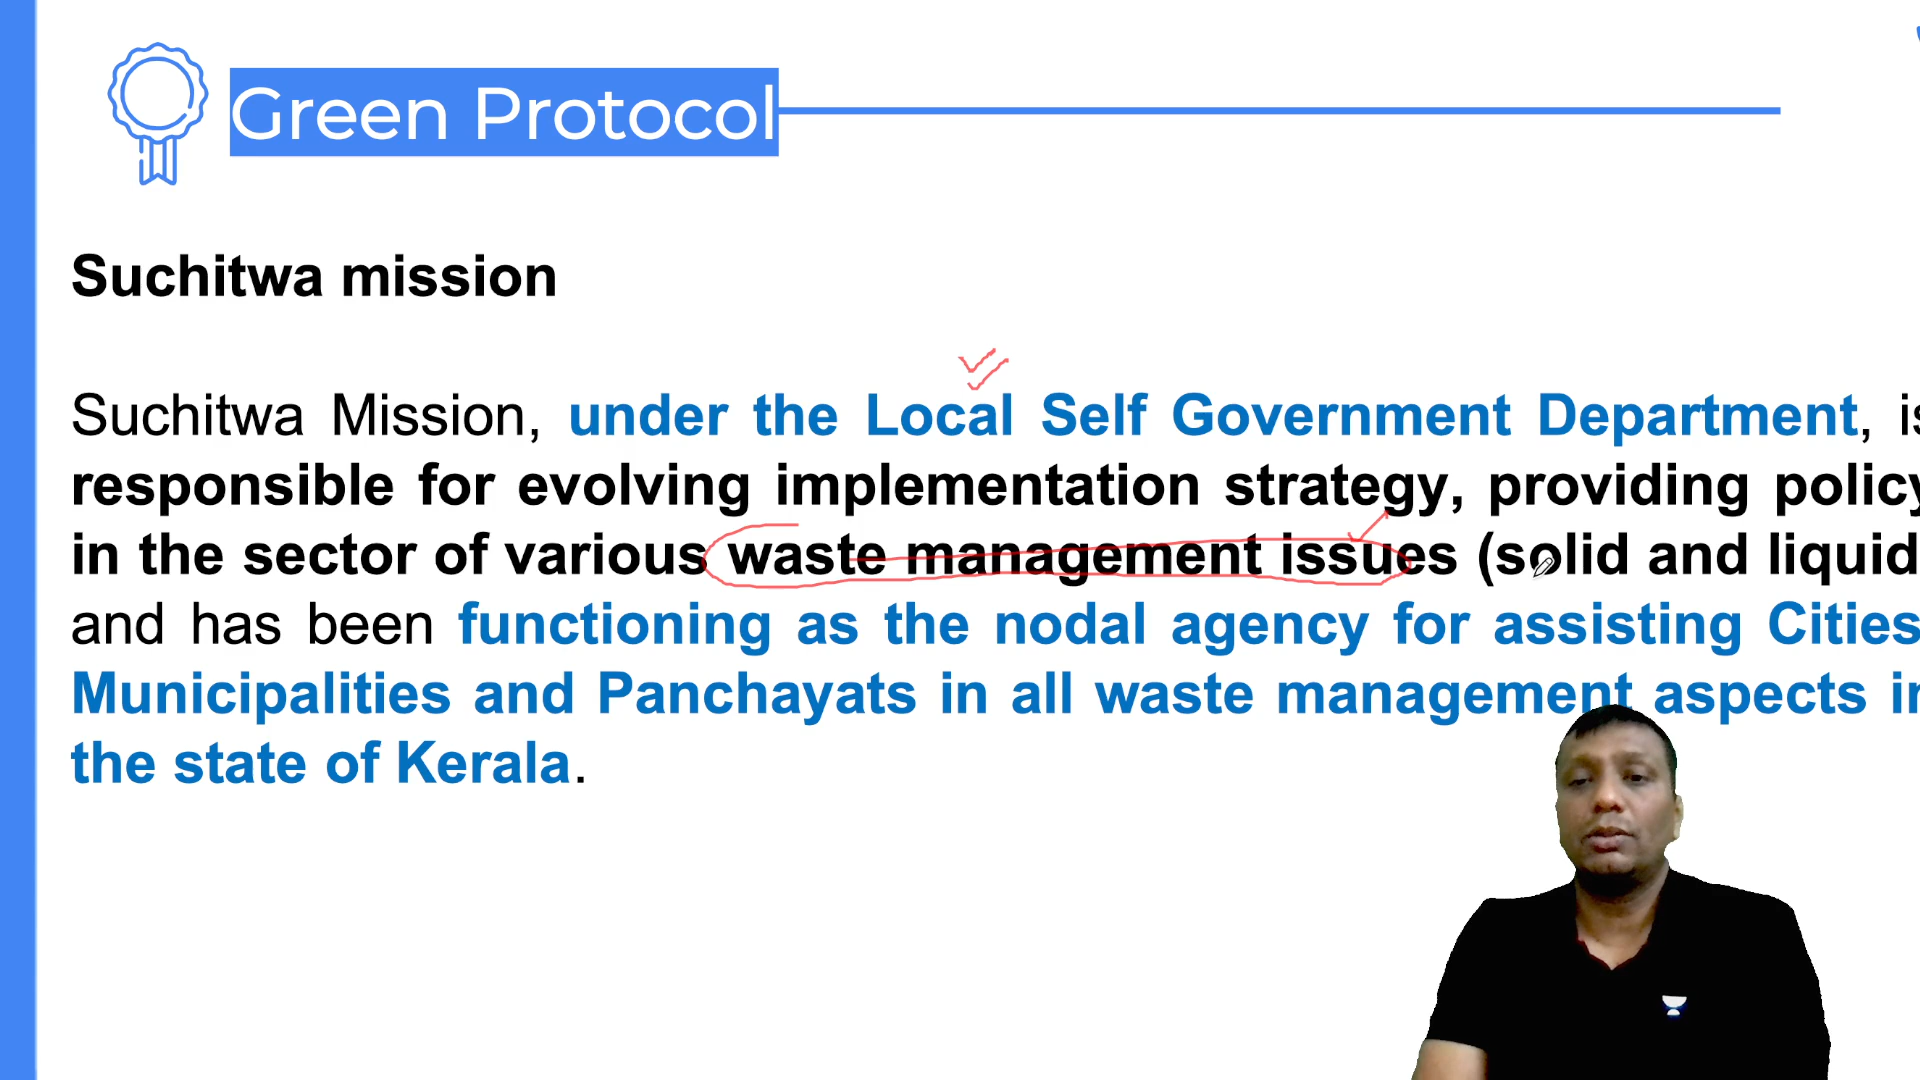 Green Protocol
Suchitwa mission
Suchitwa Mission, under the Local Self Government Department,
responsible for evolving implementation strategy, providing policy
in the sector of various waste management issues (solid and liquid
and has been functioning as the nodal agency for assisting Cities
Municipalities and Panchayats in all waste management aspects in
the state of Kerala.